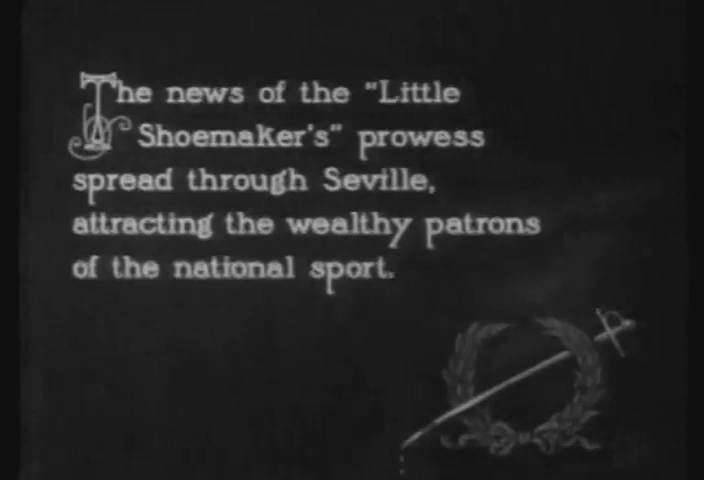 The news of the "Little
Shoemaker's" prowess
spread through Seville,
attracting the wealthy patrons
of the national sport.